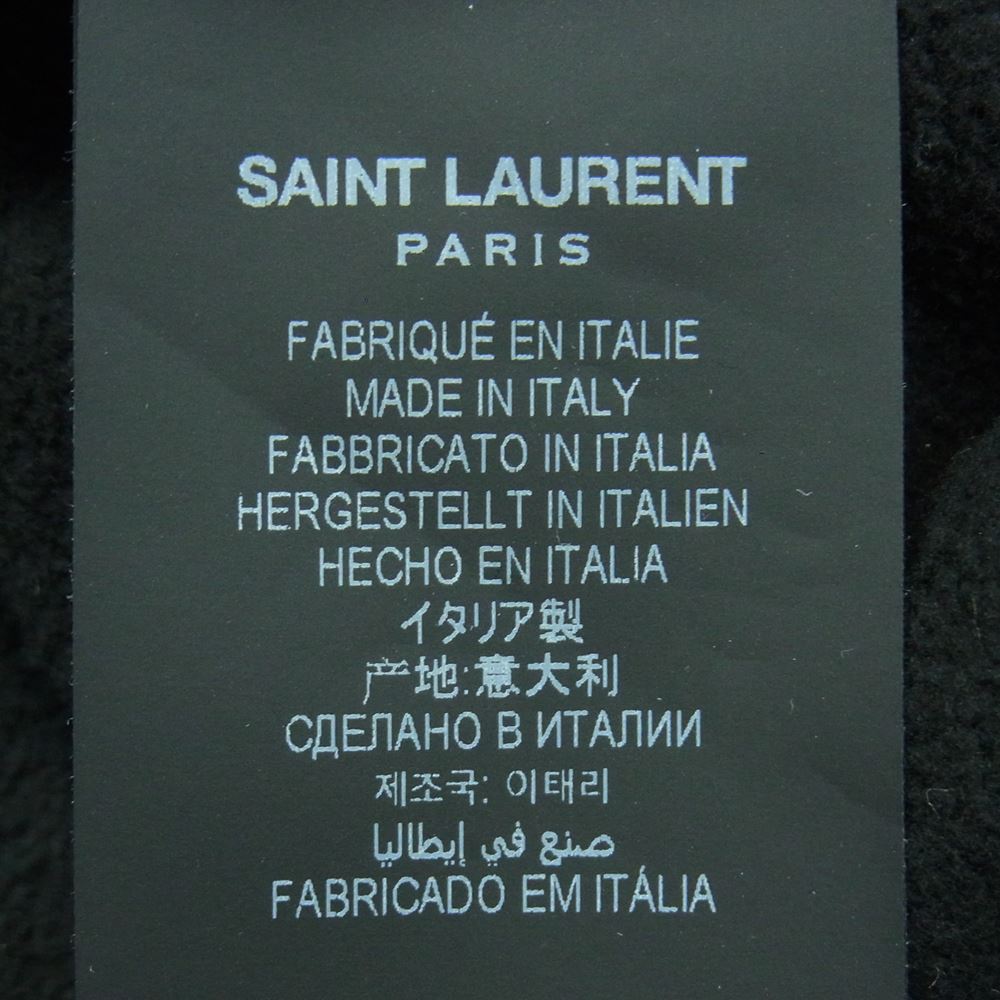 SAINT LAURENT
PARIS
FABRIQUÉ EN ITALIE
MADE IN ITALY
FABBRICATO IN ITALIA
HERGESTELLT IN ITALIEN
HECHO EN ITALIA
イタリア製
产地:意大利
СДЕЛАНО В ИТАЛИИ
제조국: 이태리
صنع في إيطاليا
FABRICADO EM ITÁLIA